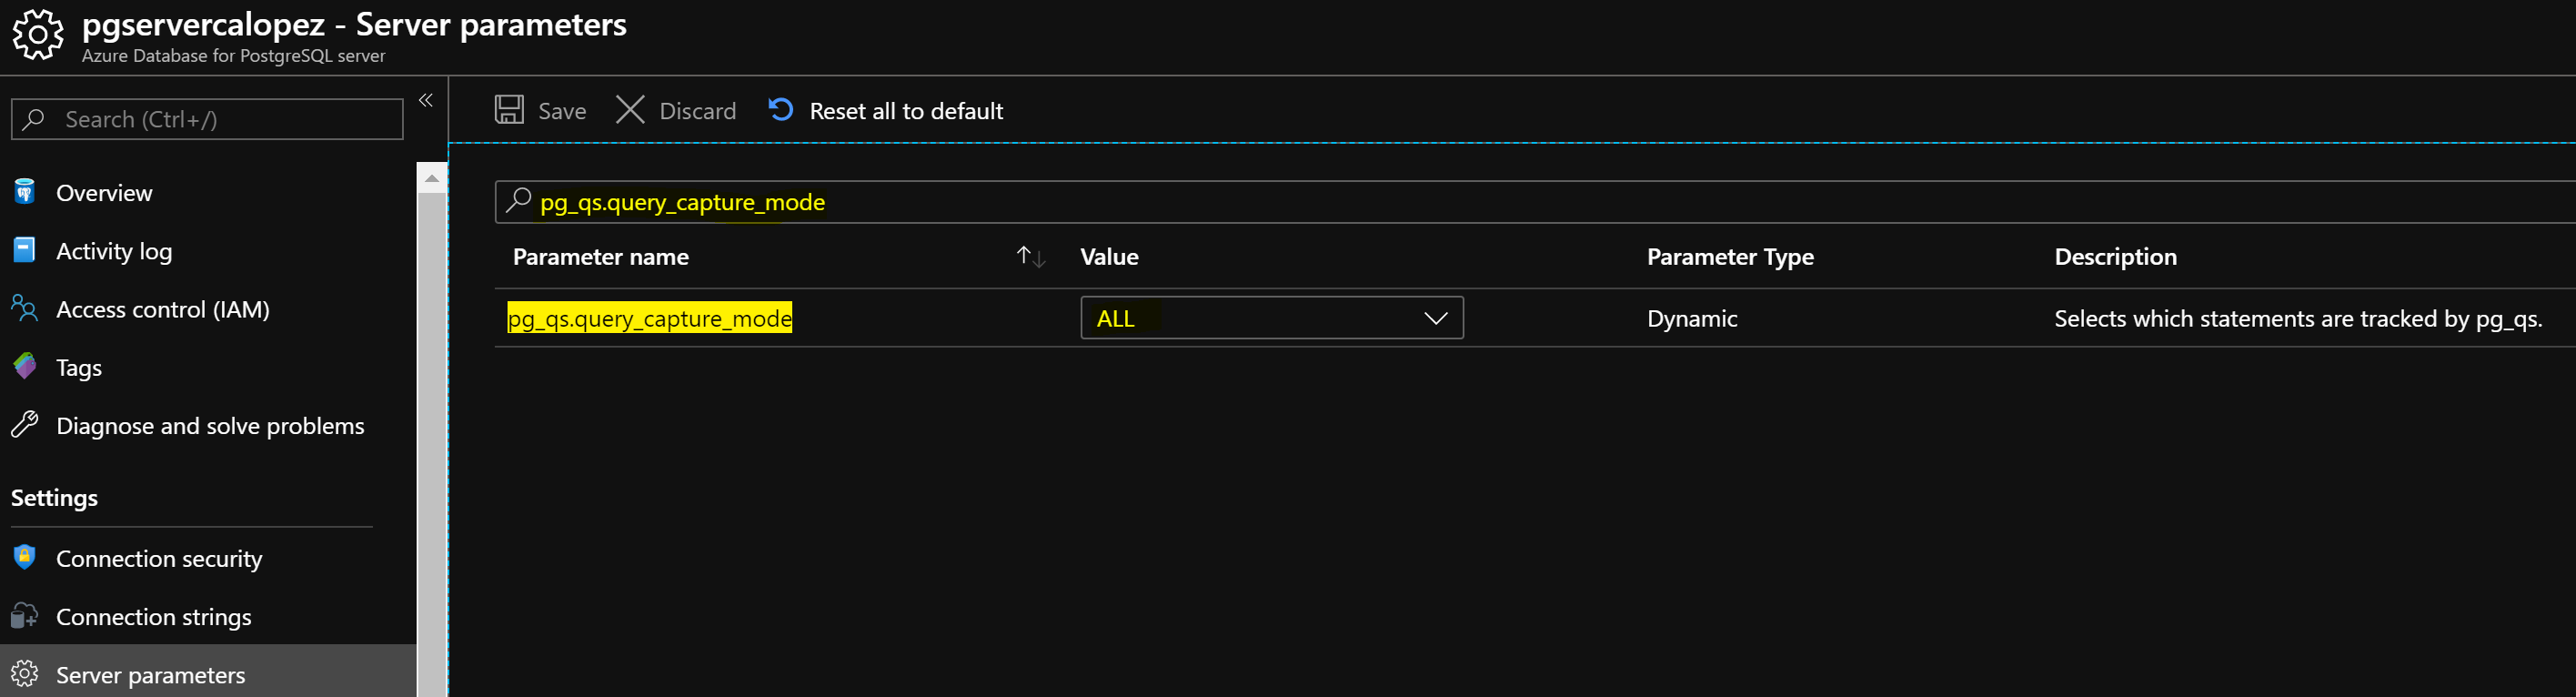 pgservercalopez - Server parameters
Azure Database for PostgreSQL server
Search (Ctrl+/)
«
Overview
Activity log
Access control (IAM)
Tags
Diagnose and solve problems
Settings
Connection security
Connection strings
Server parameters
Save Discard Reset all to default
pg_qs.query_capture_mode
Parameter name Value Parameter Type Description
pg_qs.query_capture_mode ALL Dynamic Selects which statements are tracked by pg_qs.